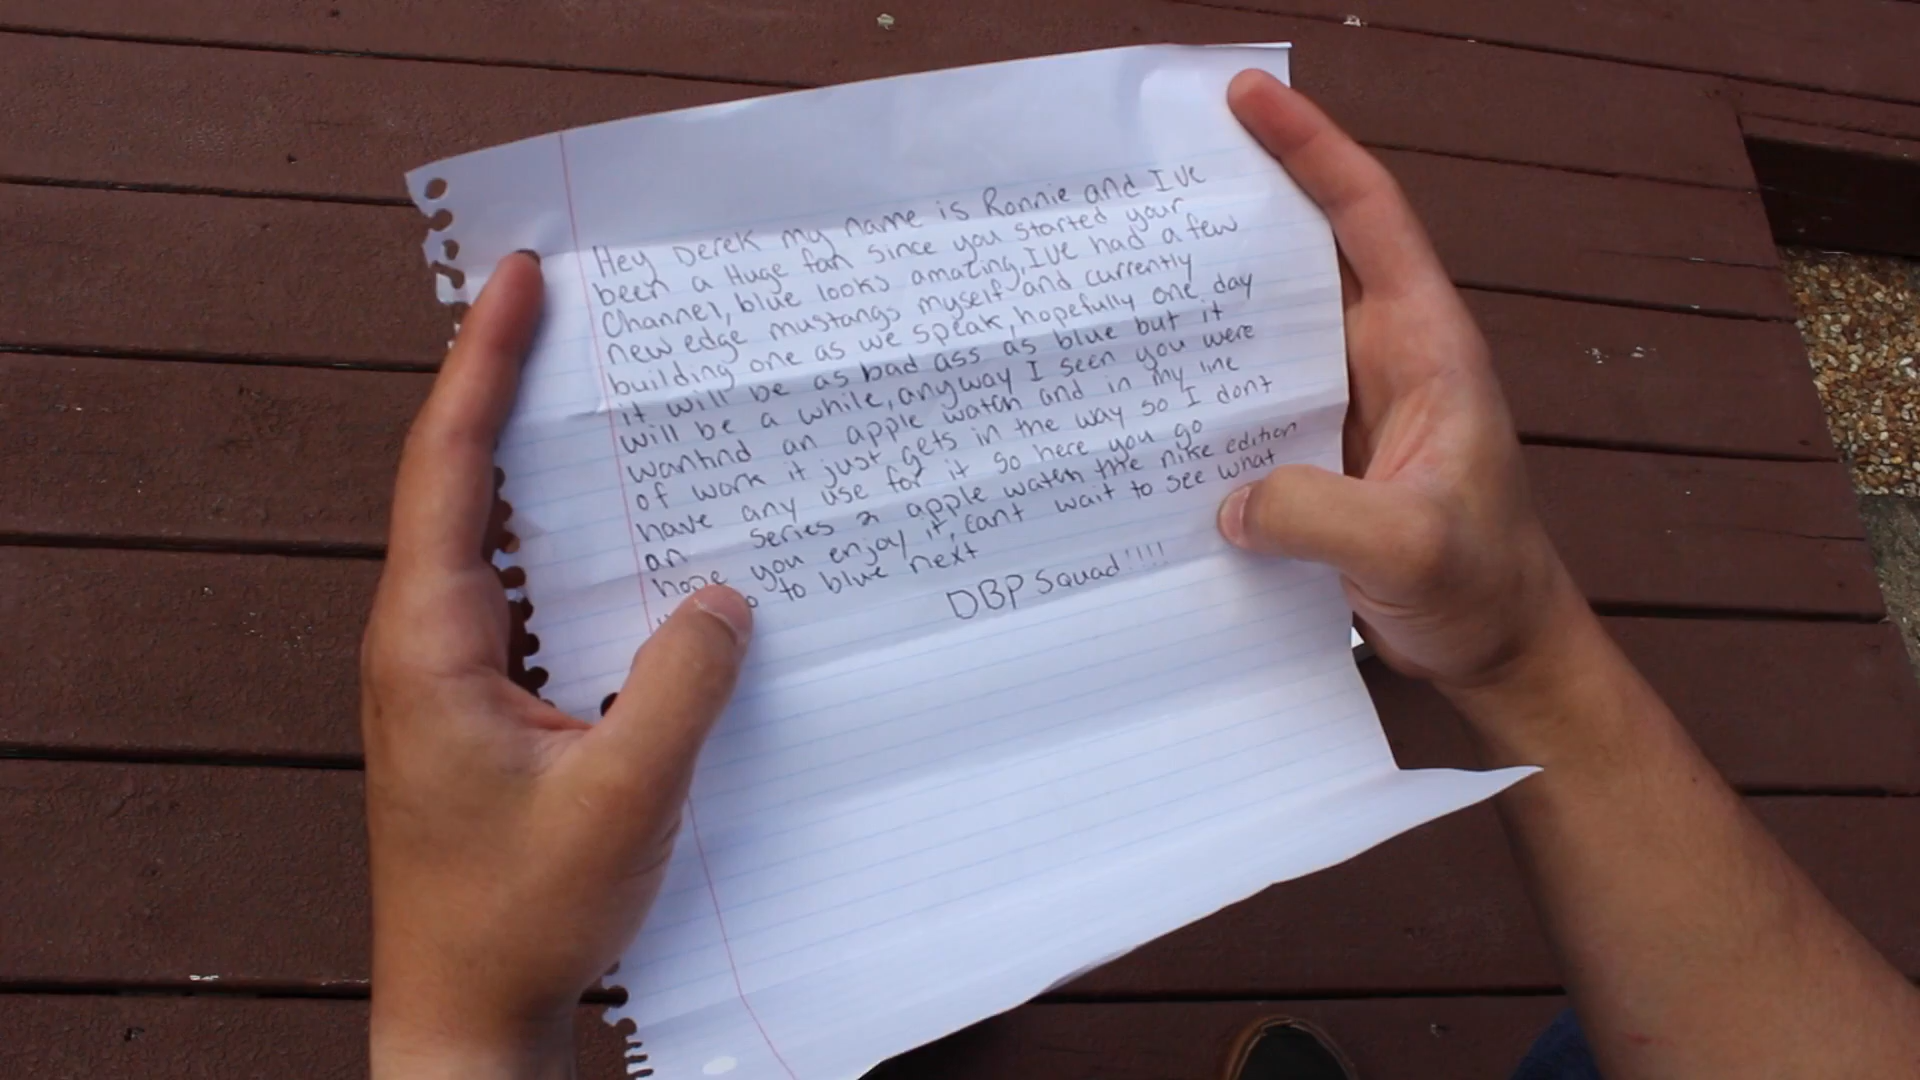 Hey Derek my name is Ronnie and I've
been a Huge fan since you started your
Channel, blue looks amazing, I've had a few
new edge mustangs myself and currently
building one as we speak, hopefully one day
it will be as bad ass as blue but it
will be a while, anyway I seen you were
an apple watch and in my line
of work it just gets in the way so I dont
have any use for it so here you go
an series 2 apple watch the nike edition
hope you enjoy it, cant wait to see what
to blue next
DBP Squad!!!!